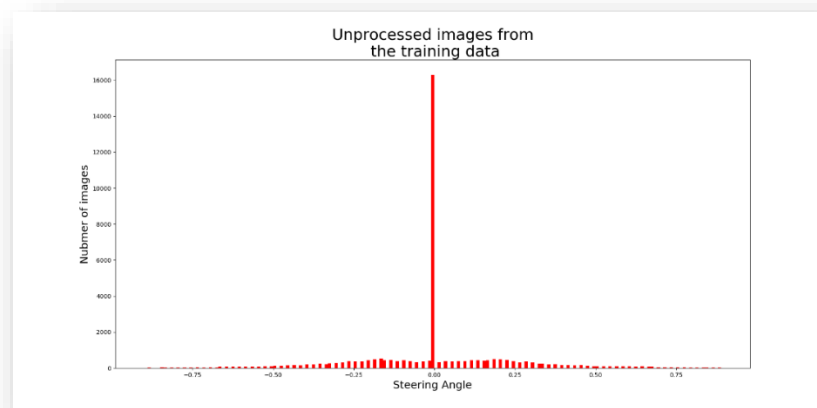 Unprocessed images from
the training data
16000
14000
12000
10000
8000
6000
4000
2000
0
Nubmer of images
−0.75 −0.50 −0.25 0.00 0.25 0.50 0.75
Steering Angle